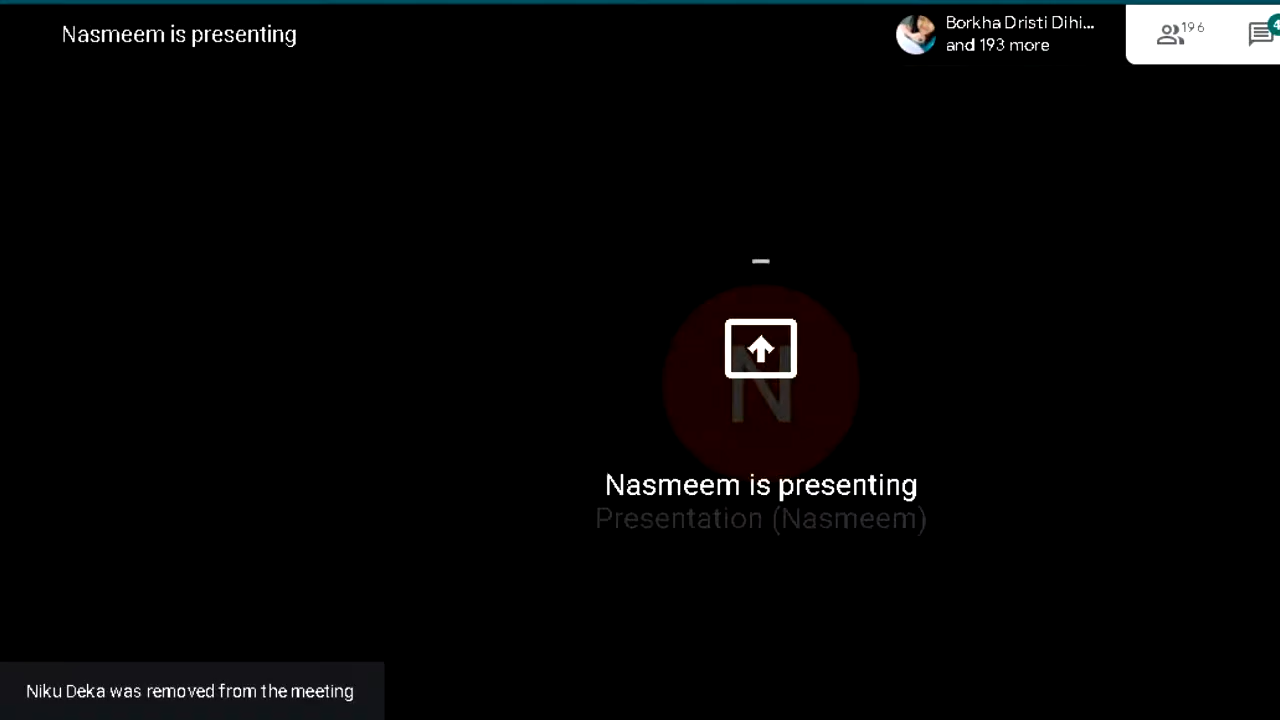 Nasmeem is presenting
Borkha Dristi Dihi...
and 193 more
196
4
N
Nasmeem is presenting
Presentation (Nasmeem)
Niku Deka was removed from the meeting